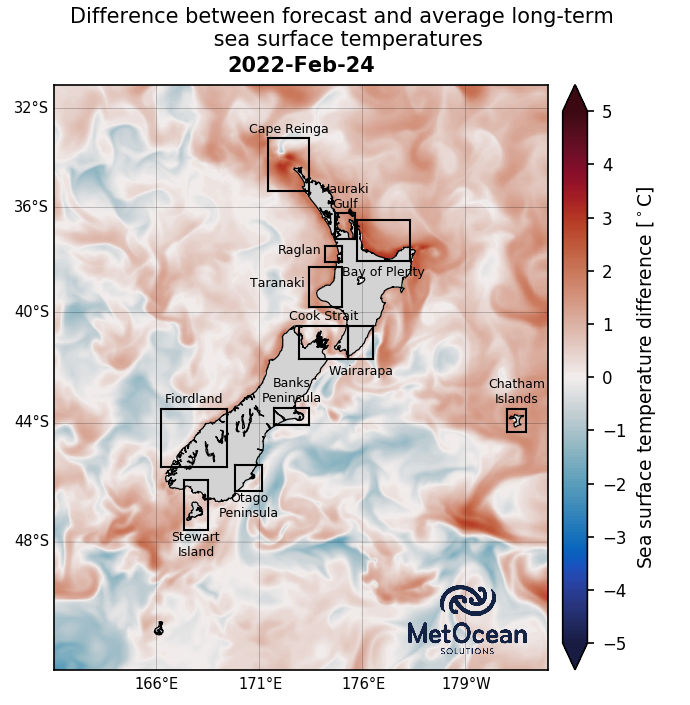 Difference between forecast and average long-term
sea surface temperatures
2022-Feb-24
32°S
36°S
40°S
44°S
48°S
Cape Reinga
Hauraki
Gulf
Raglan
Bay of Plenty
Taranaki
Cook Strait
Wairarapa
Banks
Peninsula
Fiordland
Chatham
Islands
Otago
Peninsula
Stewart
Island
MetOcean
SOLUTIONS
166°E
171°E
176°E
179°W
5
4
3
2
1
0
−1
−2
−3
−4
−5
Sea surface temperature difference [°C]